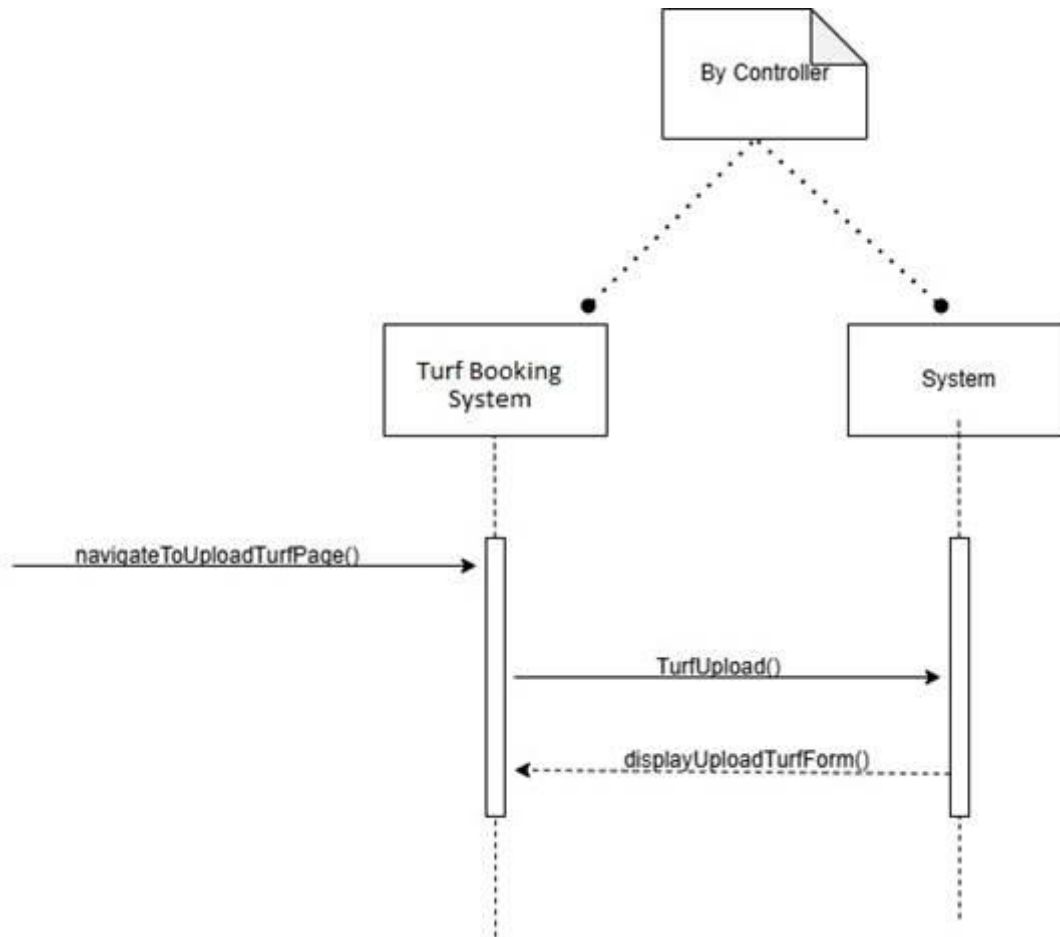 By Controller
Turf Booking
System
System
navigateToUploadTurfPage()
TurfUpload()
displayUploadTurfForm()